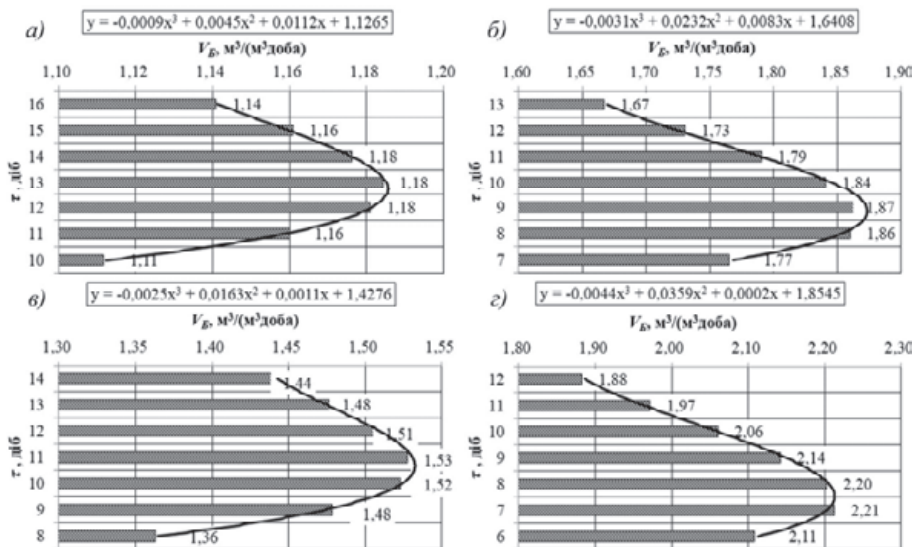 а) y = -0,0009x³ + 0,0045x² + 0,0112x + 1,1265
V_Б, м³/(м³доба)
1,10 1,12 1,14 1,16 1,18 1,20
16 1,14
15 1,16
14 1,18
13 1,18
12 1,18
11 1,16
10 1,11
τ, діб
б) y = -0,0031x³ + 0,0232x² + 0,0083x + 1,6408
V_Б, м³/(м³доба)
1,60 1,65 1,70 1,75 1,80 1,85 1,90
13 1,67
12 1,73
11 1,79
10 1,84
9 1,87
8 1,86
7 1,77
τ, діб
в) y = -0,0025x³ + 0,0163x² + 0,0011x + 1,4276
V_Б, м³/(м³доба)
1,30 1,35 1,40 1,45 1,50 1,55
14 1,44
13 1,48
12 1,51
11 1,53
10 1,52
9 1,48
8 1,36
τ, діб
г) y = -0,0044x³ + 0,0359x² + 0,0002x + 1,8545
V_Б, м³/(м³доба)
1,80 1,90 2,00 2,10 2,20 2,30
12 1,88
11 1,97
10 2,06
9 2,14
8 2,20
7 2,21
6 2,11
τ, діб